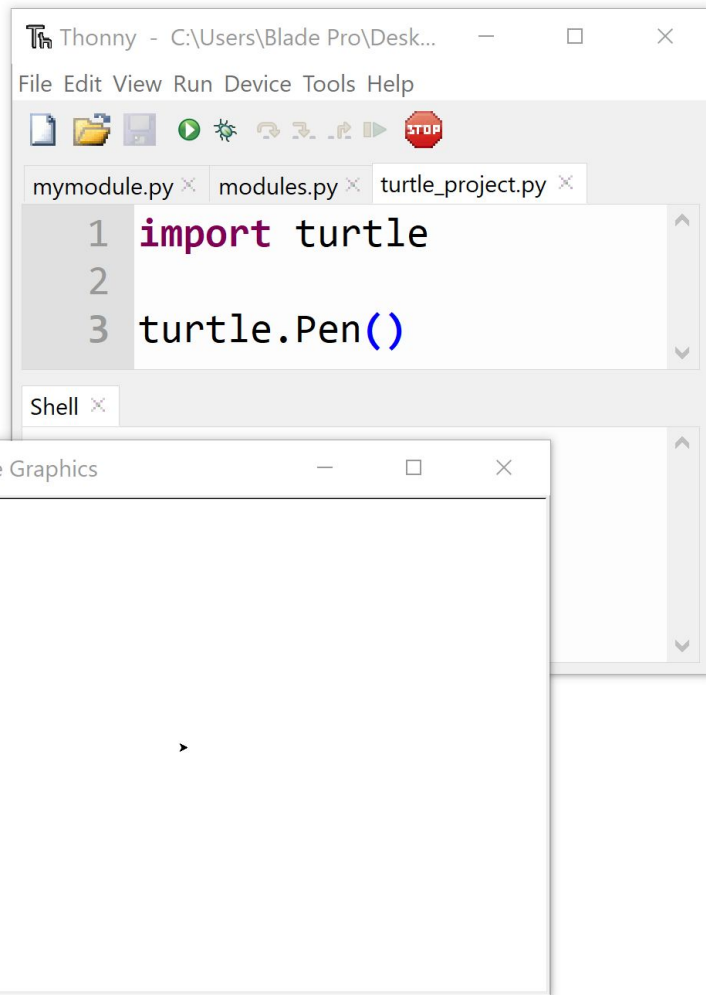 Th Thonny - C:\Users\Blade Pro\Desk...
File Edit View Run Device Tools Help
STOP
mymodule.py modules.py turtle_project.py
1 import turtle
2
3 turtle.Pen()
Shell
e Graphics